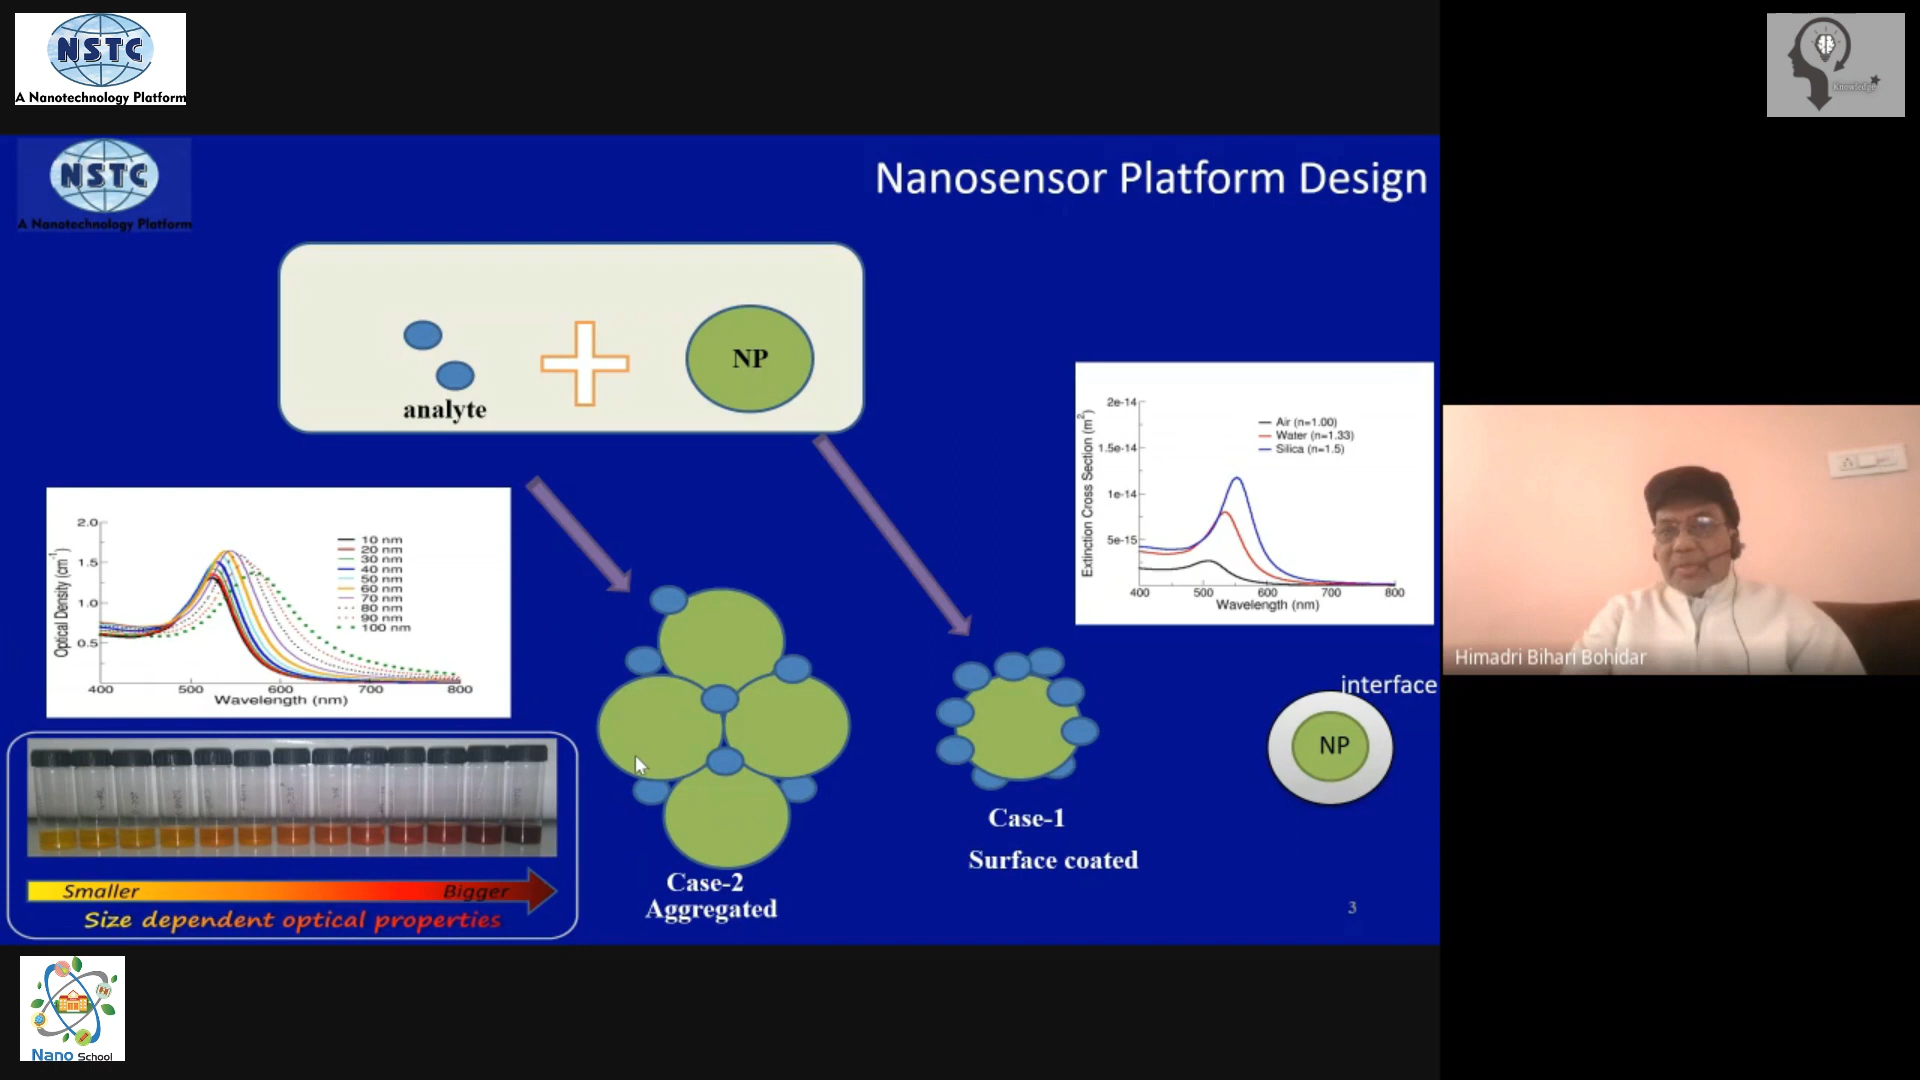 NSTC
A Nanotechnology Platform
Knowledge
NSTC
A Nanotechnology Platform
Nanosensor Platform Design
analyte
NP
2.0
1.5
1.0
0.5
400 500 600 700 800
Optical Density (cm⁻¹)
Wavelength (nm)
10 nm
20 nm
30 nm
40 nm
50 nm
60 nm
70 nm
80 nm
90 nm
100 nm
2e-14
1.5e-14
1e-14
5e-15
400 500 600 700 800
Extinction Cross Section (m²)
Wavelength (nm)
Air (n=1.00)
Water (n=1.33)
Silica (n=1.5)
Smaller Bigger
Size dependent optical properties
Case-2
Aggregated
Case-1
Surface coated
interface
NP
3
Himadri Bihari Bohidar
Nano School